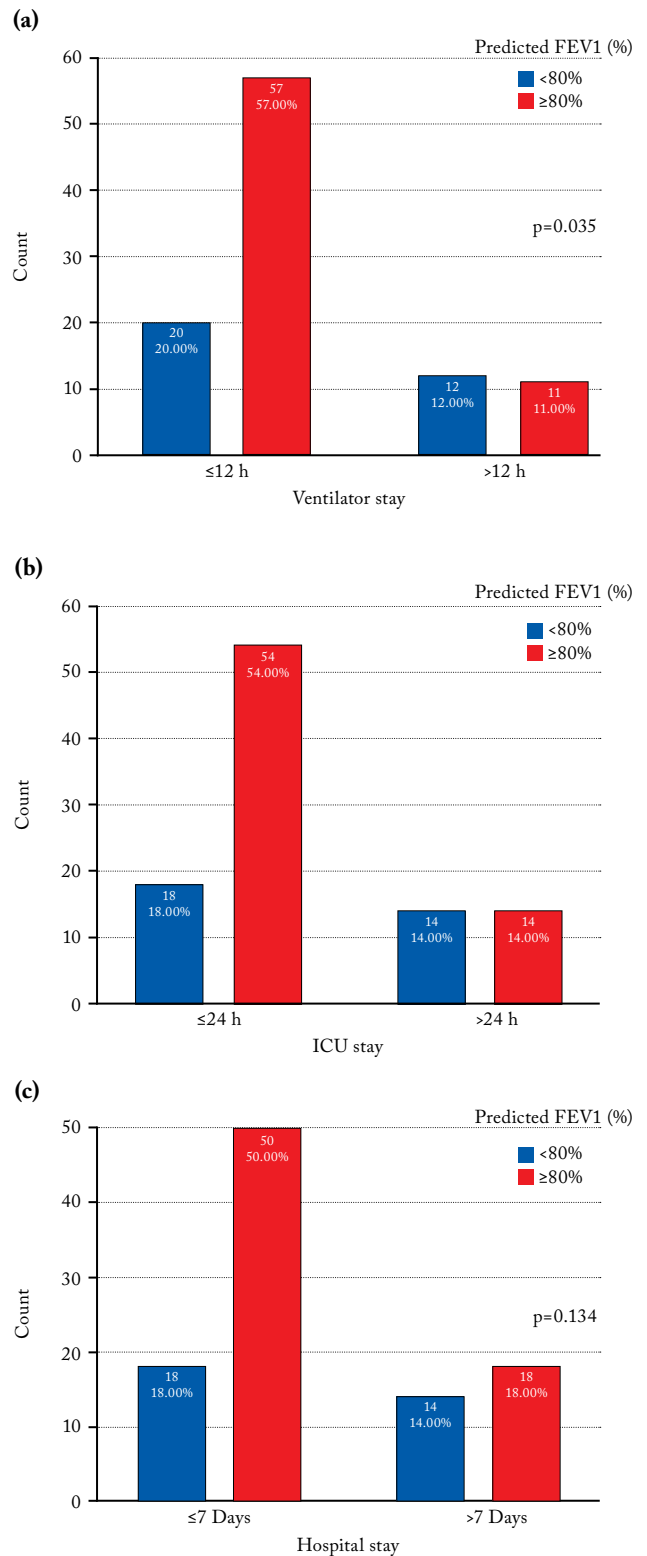 (a)
Predicted FEV1 (%)
<80%
≥80%
60
50
40
30
20
10
0
Count
57
57.00%
20
20.00%
12
12.00%
11
11.00%
p=0.035
≤12 h
>12 h
Ventilator stay
(b)
Predicted FEV1 (%)
<80%
≥80%
60
50
40
30
20
10
0
Count
54
54.00%
18
18.00%
14
14.00%
14
14.00%
≤24 h
>24 h
ICU stay
(c)
Predicted FEV1 (%)
<80%
≥80%
50
40
30
20
10
0
Count
50
50.00%
18
18.00%
14
14.00%
18
18.00%
p=0.134
≤7 Days
>7 Days
Hospital stay